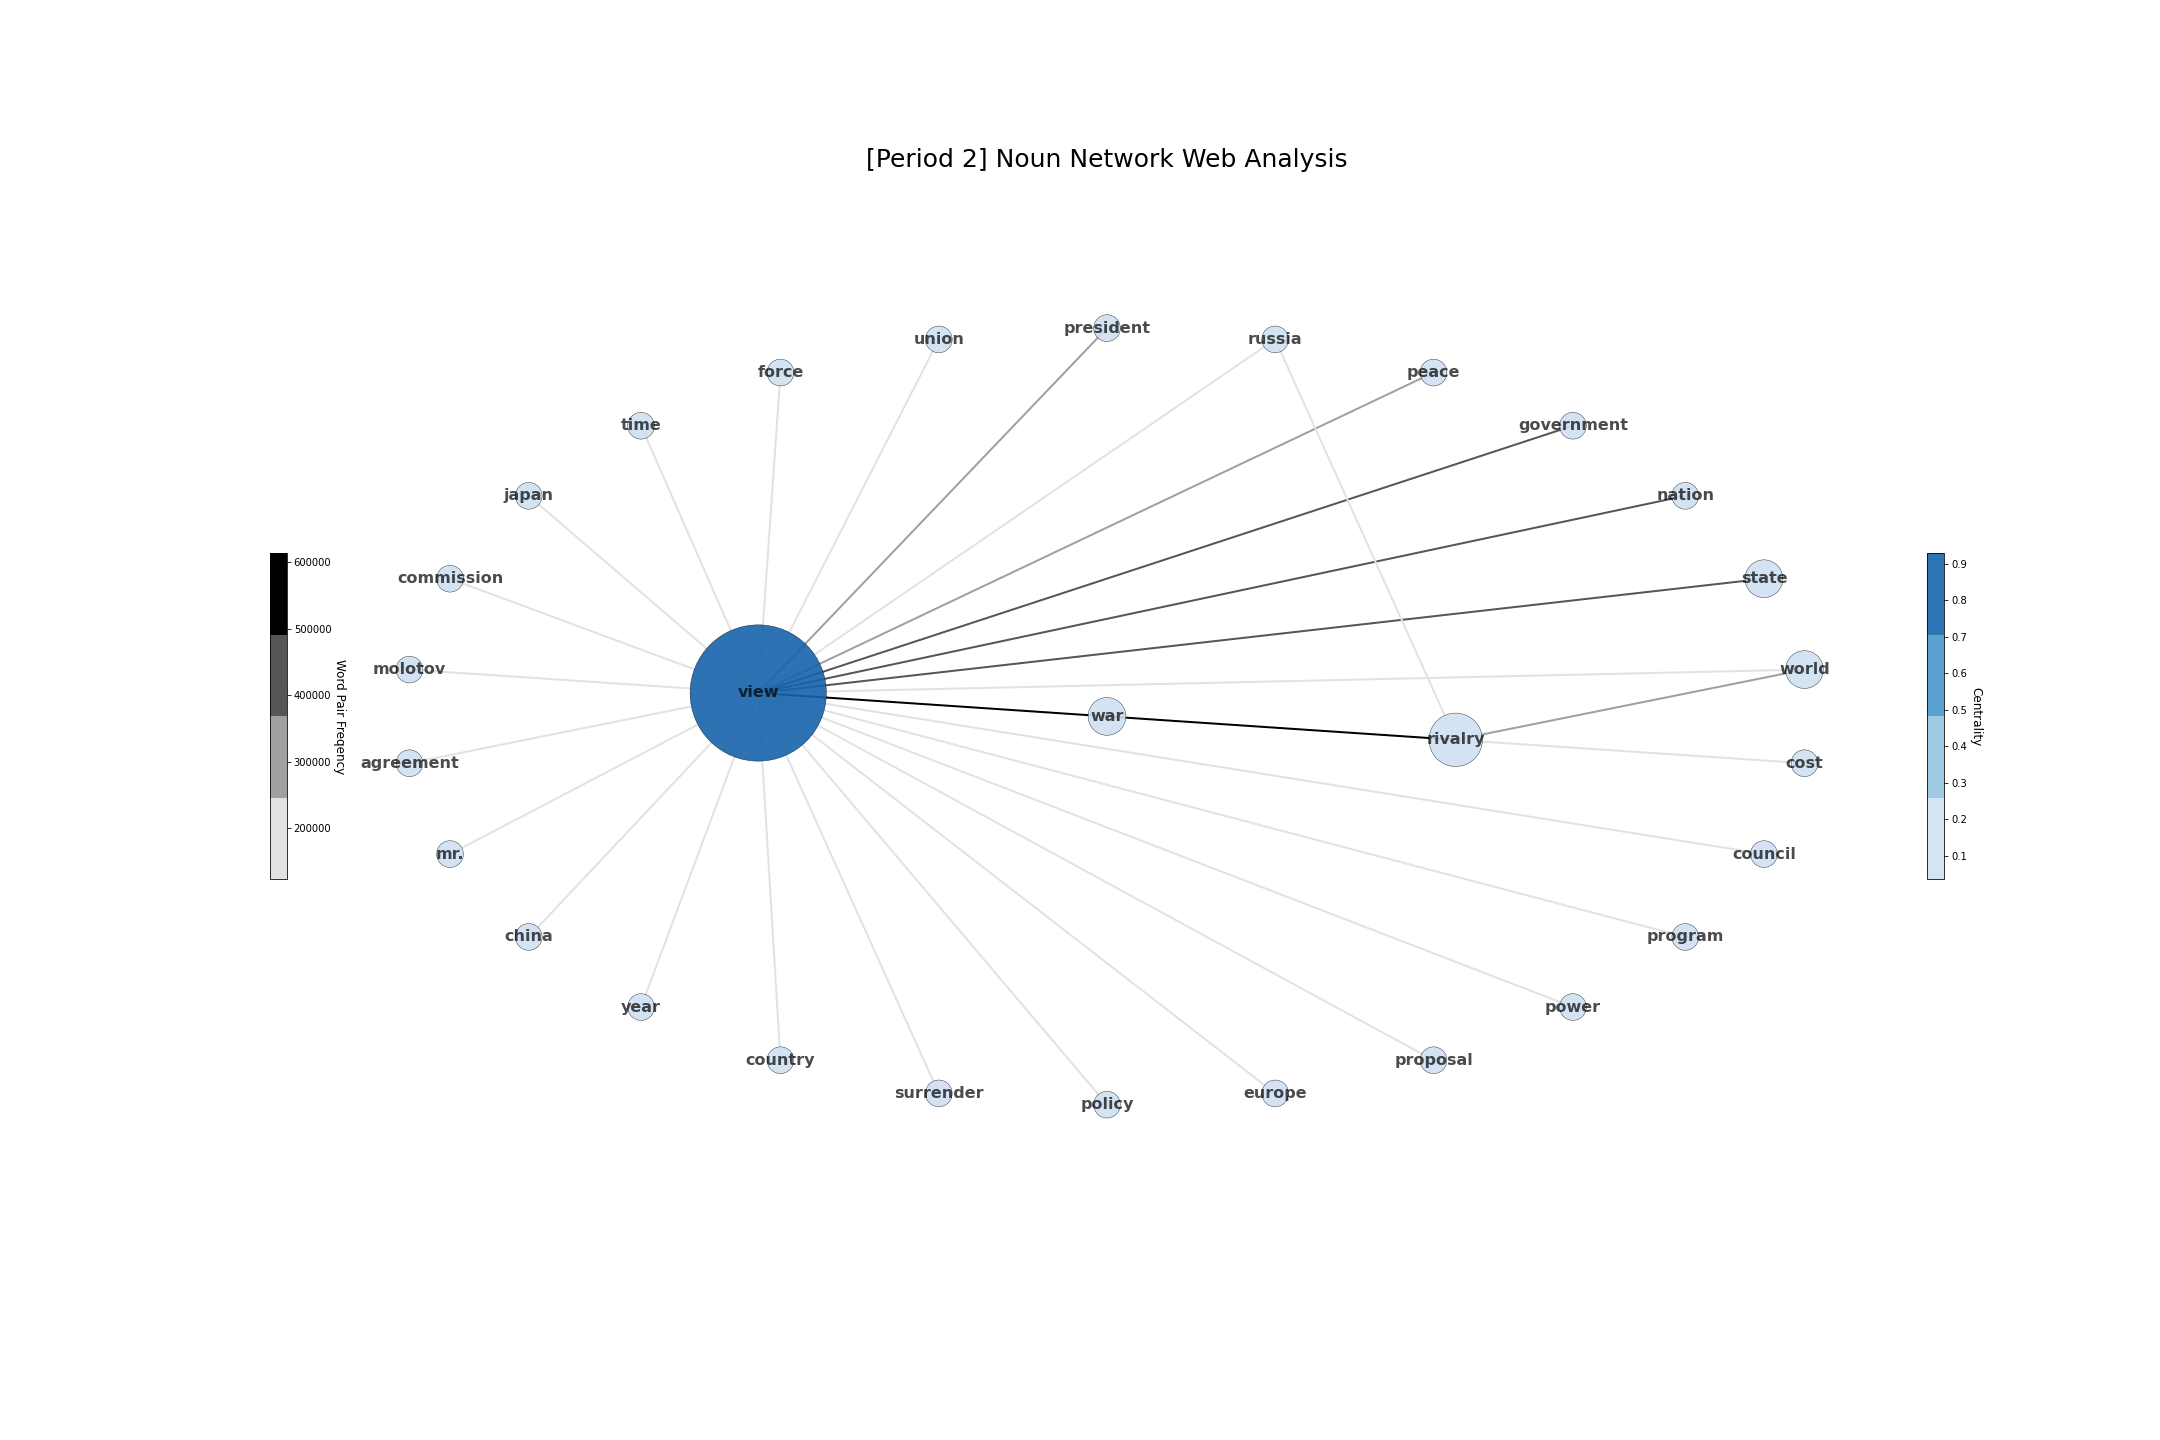 [Period 2] Noun Network Web Analysis
president
union
russia
force
peace
time
government
japan
nation
commission
state
molotov
world
view
war
rivalry
agreement
cost
mr.
council
china
program
year
power
country
proposal
surrender
europe
policy
600000
500000
400000
300000
200000
Word Pair Freqency
0.9
0.8
0.7
0.6
0.5
0.4
0.3
0.2
0.1
Centrality